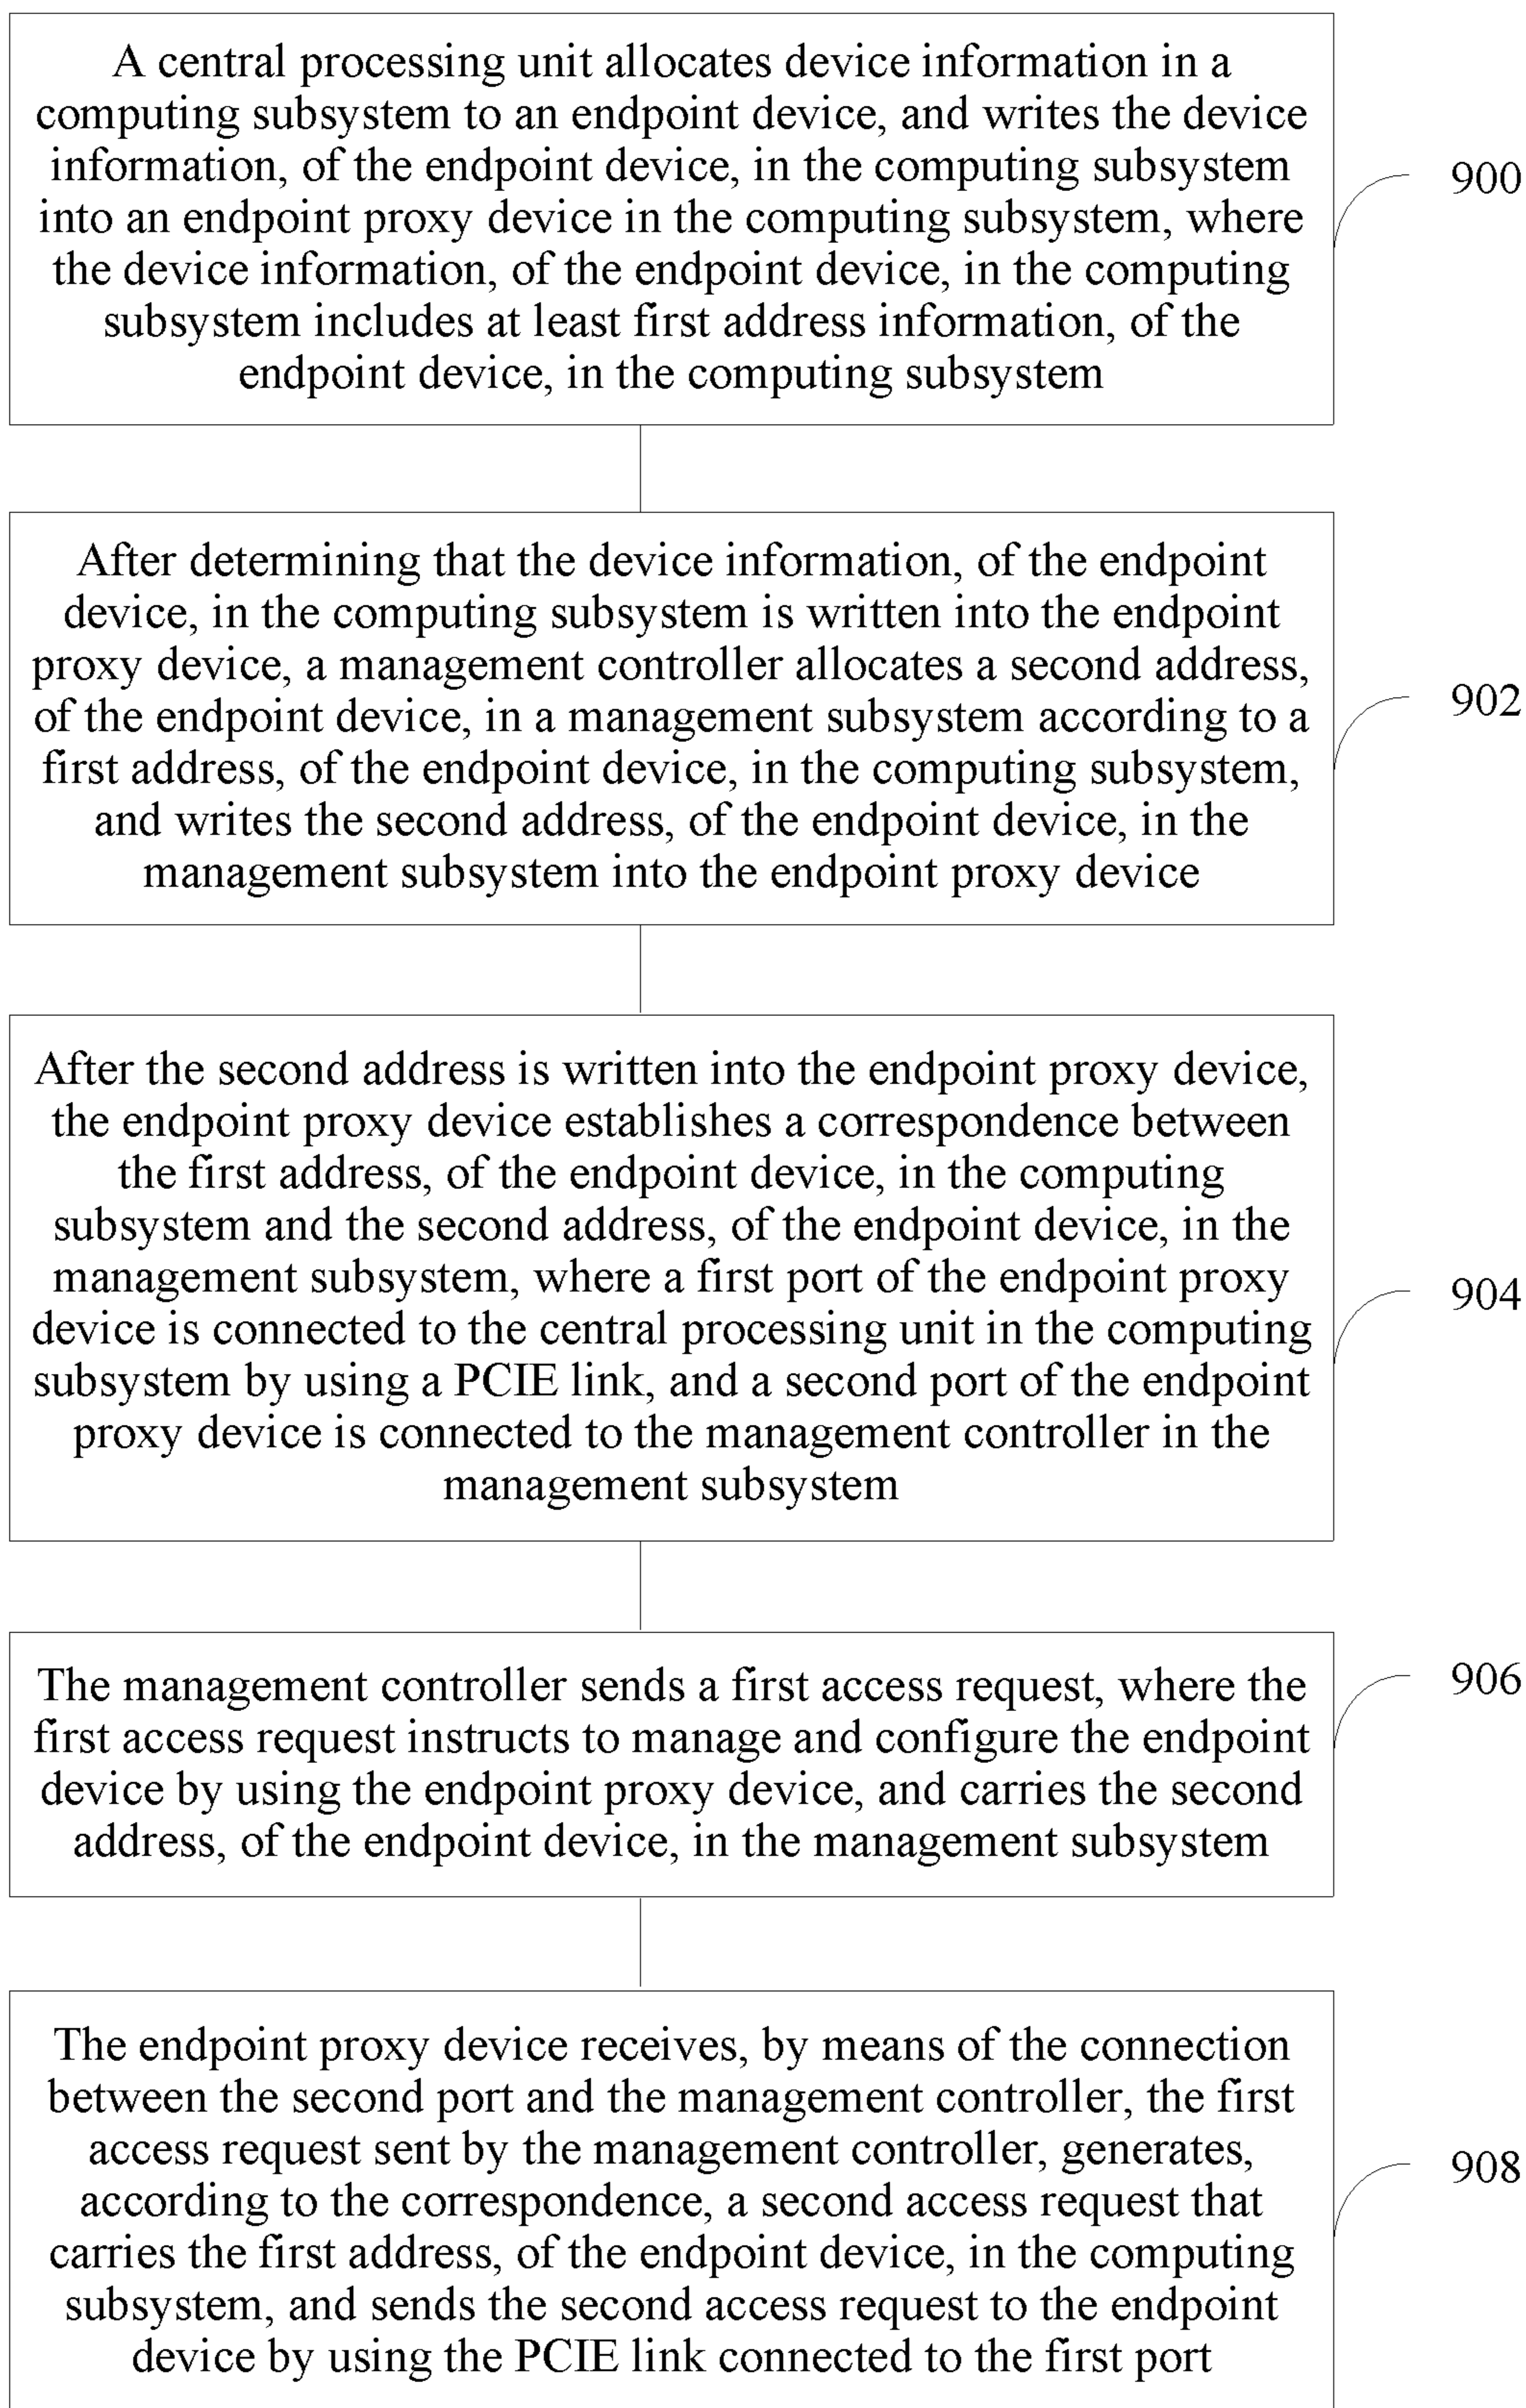 A central processing unit allocates device information in a
computing subsystem to an endpoint device, and writes the device
information, of the endpoint device, in the computing subsystem
into an endpoint proxy device in the computing subsystem, where
the device information, of the endpoint device, in the computing
subsystem includes at least first address information, of the
endpoint device, in the computing subsystem
900
After determining that the device information, of the endpoint
device, in the computing subsystem is written into the endpoint
proxy device, a management controller allocates a second address,
of the endpoint device, in a management subsystem according to a
first address, of the endpoint device, in the computing subsystem,
and writes the second address, of the endpoint device, in the
management subsystem into the endpoint proxy device
902
After the second address is written into the endpoint proxy device,
the endpoint proxy device establishes a correspondence between
the first address, of the endpoint device, in the computing
subsystem and the second address, of the endpoint device, in the
management subsystem, where a first port of the endpoint proxy
device is connected to the central processing unit in the computing
subsystem by using a PCIE link, and a second port of the endpoint
proxy device is connected to the management controller in the
management subsystem
904
The management controller sends a first access request, where the
first access request instructs to manage and configure the endpoint
device by using the endpoint proxy device, and carries the second
address, of the endpoint device, in the management subsystem
906
The endpoint proxy device receives, by means of the connection
between the second port and the management controller, the first
access request sent by the management controller, generates,
according to the correspondence, a second access request that
carries the first address, of the endpoint device, in the computing
subsystem, and sends the second access request to the endpoint
device by using the PCIE link connected to the first port
908